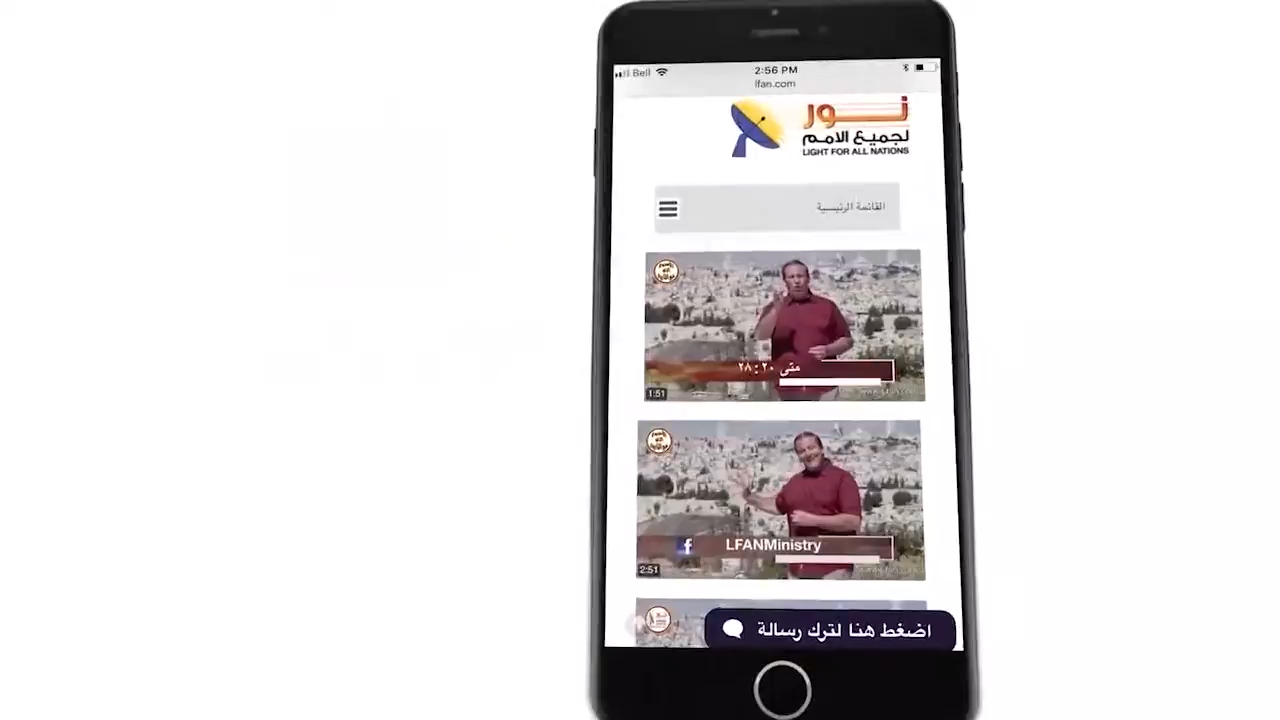 Bell
2:56 PM
lfan.com
نور
لجميع الامم
LIGHT FOR ALL NATIONS
القائمة الرئيسية
متى ٢٨:٢٠
1:51
LFANMinistry
2:51
اضغط هنا لترك رسالة